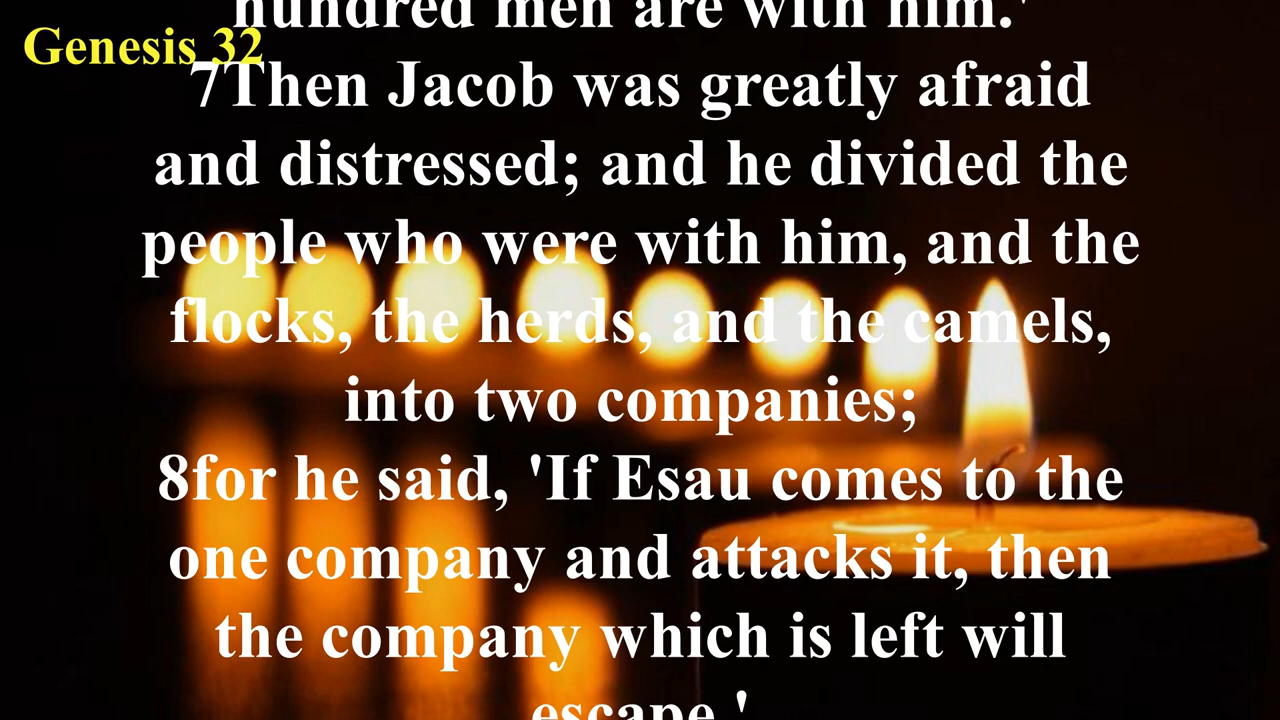 hundred men are with him.'
Genesis 32
7Then Jacob was greatly afraid
and distressed; and he divided the
people who were with him, and the
flocks, the herds, and the camels,
into two companies;
8for he said, 'If Esau comes to the
one company and attacks it, then
the company which is left will
escape.'